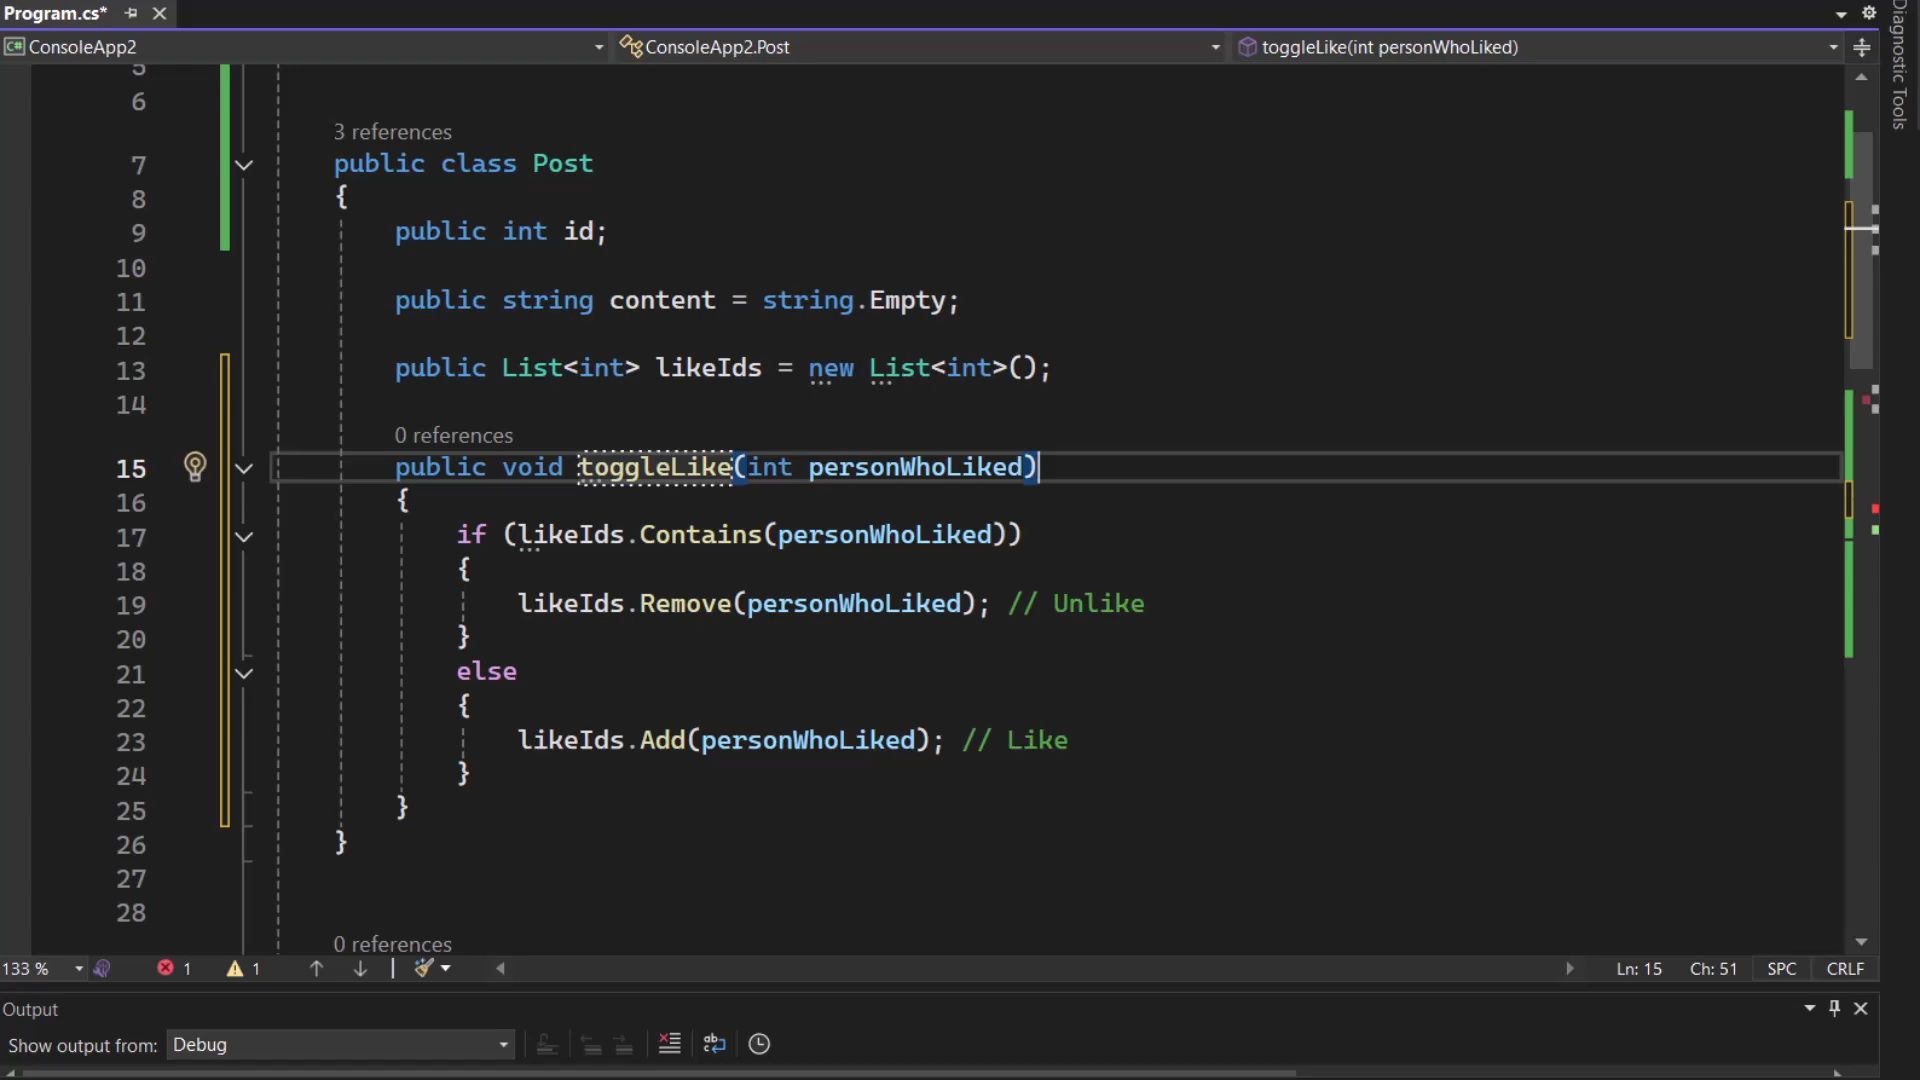 Program.cs*
ConsoleApp2
ConsoleApp2.Post
toggleLike(int personWhoLiked)
Diagnostic Tools
5
6
3 references
7 public class Post
8 {
9 public int id;
10
11 public string content = string.Empty;
12
13 public List<int> likeIds = new List<int>();
14
0 references
15 public void toggleLike(int personWhoLiked)
16 {
17 if (likeIds.Contains(personWhoLiked))
18 {
19 likeIds.Remove(personWhoLiked); // Unlike
20 }
21 else
22 {
23 likeIds.Add(personWhoLiked); // Like
24 }
25 }
26 }
27
28
0 references
133 % 1 1 Ln: 15 Ch: 51 SPC CRLF
Output
Show output from: Debug